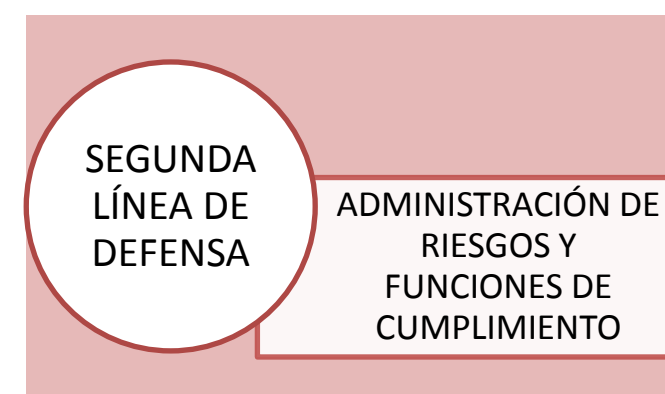 SEGUNDA
LÍNEA DE
DEFENSA
ADMINISTRACIÓN DE
RIESGOS Y
FUNCIONES DE
CUMPLIMIENTO